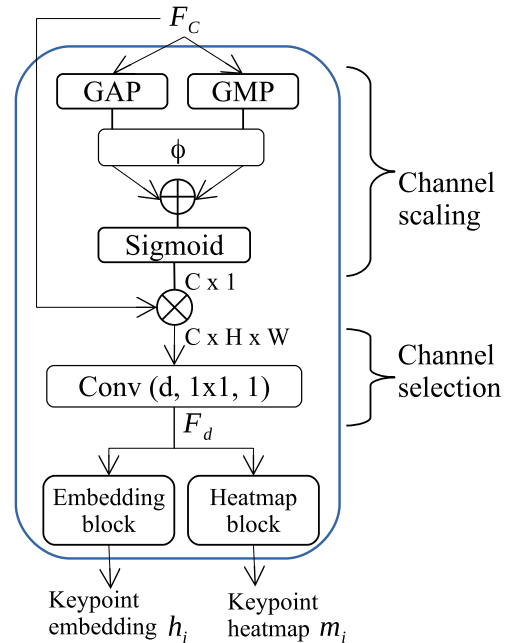 F_C
GAP
GMP
ϕ
Sigmoid
C x 1
C x H x W
Channel
scaling
Conv (d, 1x1, 1)
Channel
selection
F_d
Embedding
block
Heatmap
block
Keypoint
embedding h_i
Keypoint
heatmap m_i